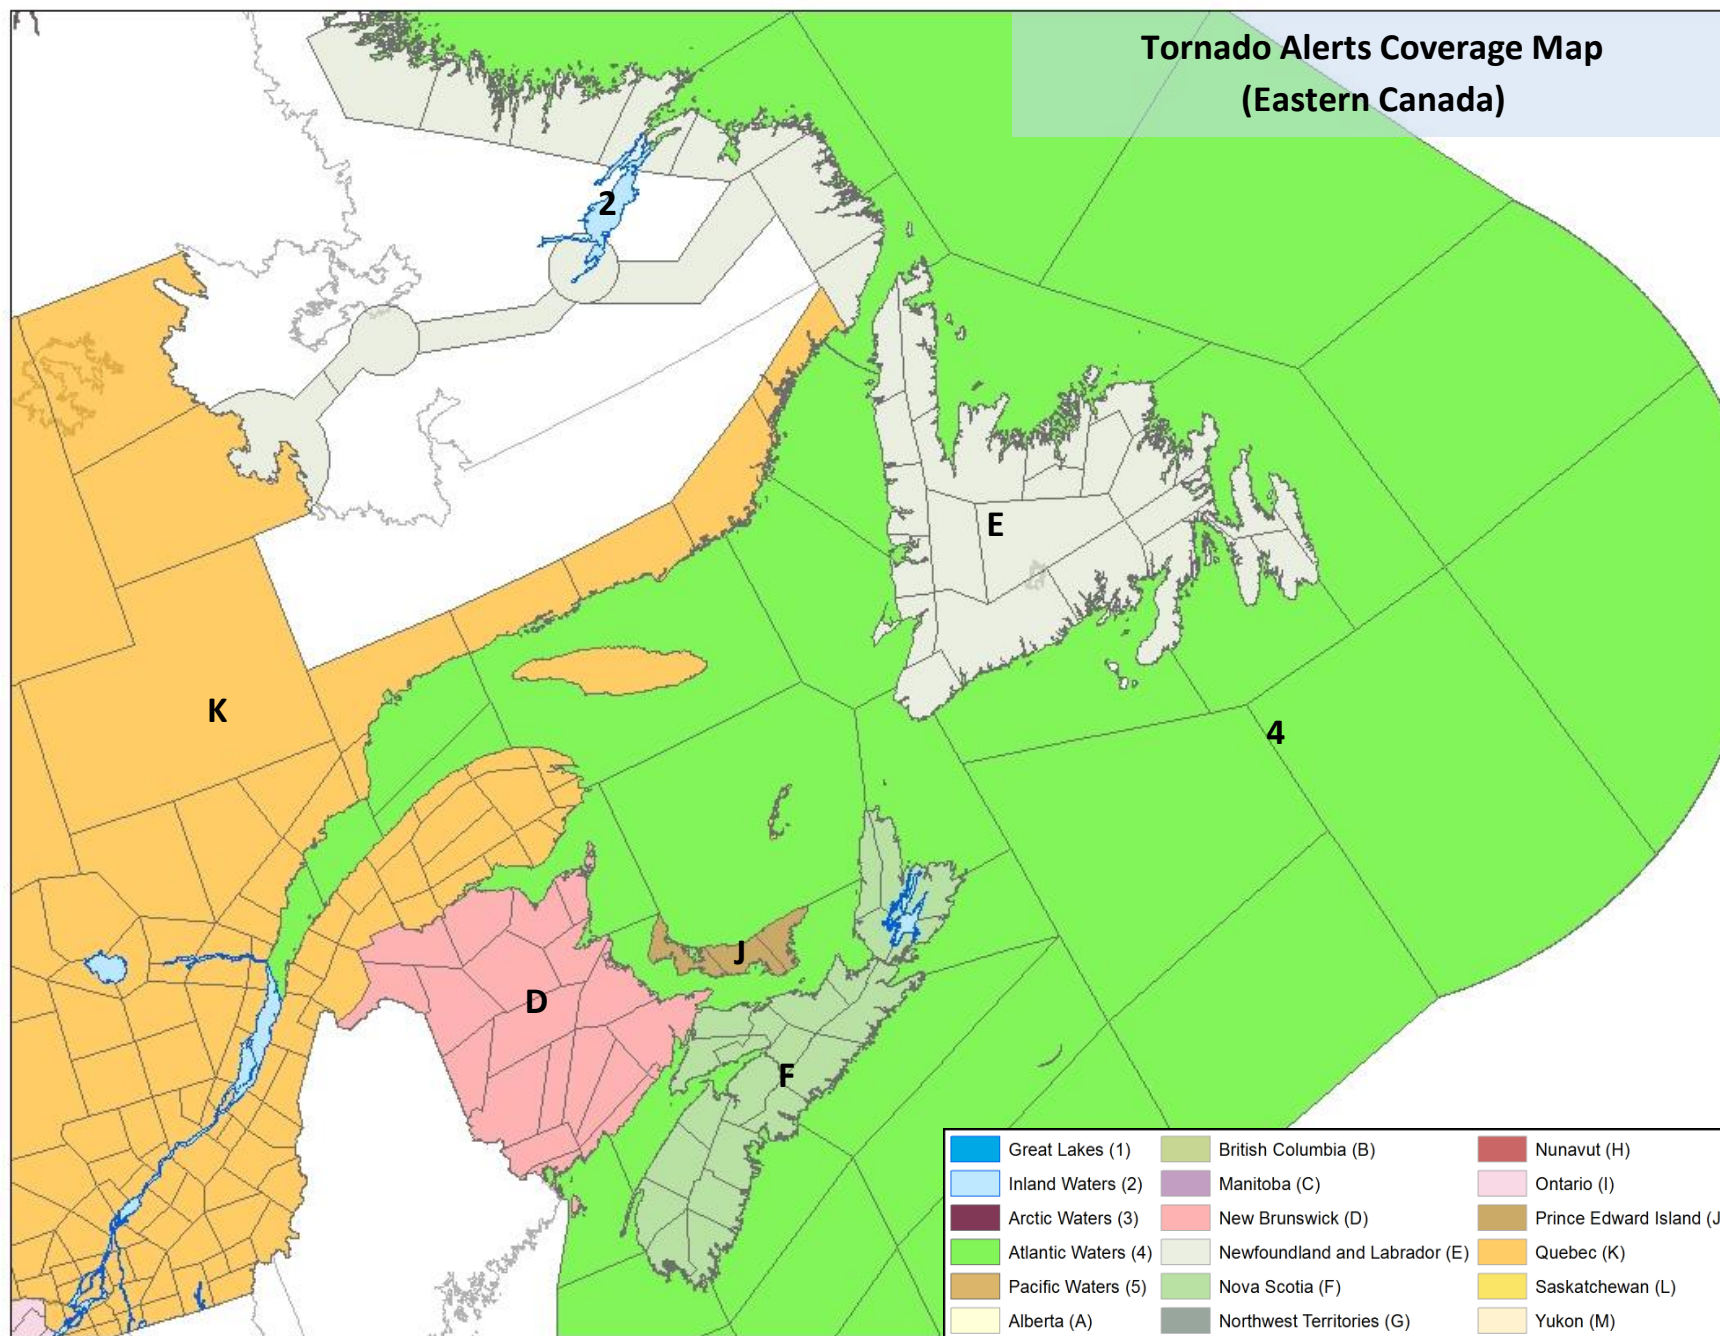 Tornado Alerts Coverage Map
(Eastern Canada)
2
E
K
4
J
D
F
Great Lakes (1)
Inland Waters (2)
Arctic Waters (3)
Atlantic Waters (4)
Pacific Waters (5)
Alberta (A)
British Columbia (B)
Manitoba (C)
New Brunswick (D)
Newfoundland and Labrador (E)
Nova Scotia (F)
Northwest Territories (G)
Nunavut (H)
Ontario (I)
Prince Edward Island (J
Quebec (K)
Saskatchewan (L)
Yukon (M)